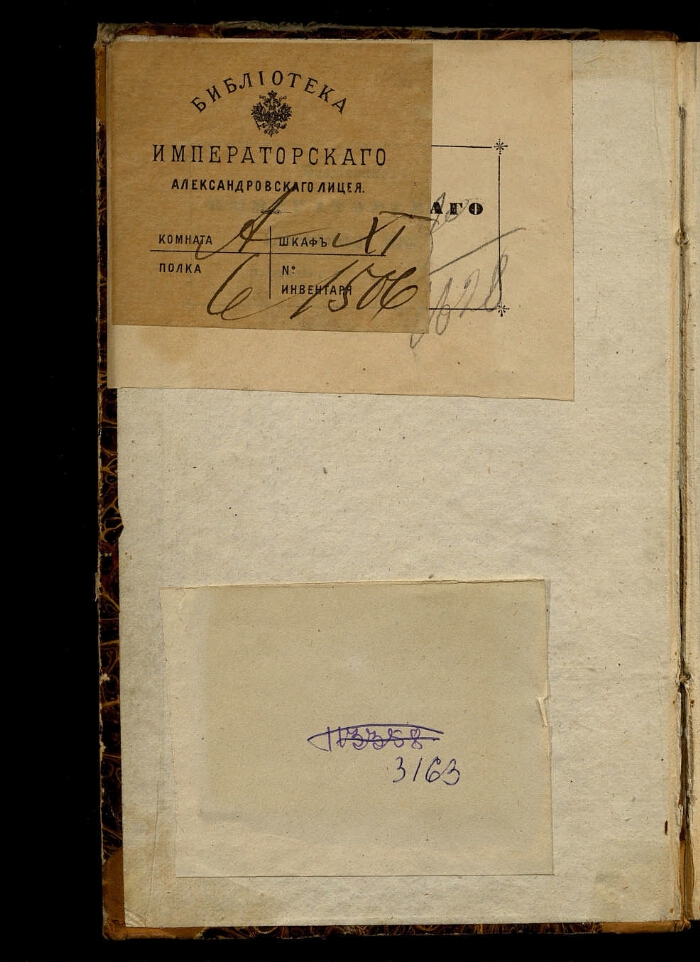 БИБЛІОТЕКА
ИМПЕРАТОРСКАГО
АЛЕКСАНДРОВСКАГО ЛИЦЕЯ.
КОМНАТА A ШКАФЪ XI
ПОЛКА 6 № ИНВЕНТАРЯ 1506
АГО
3163